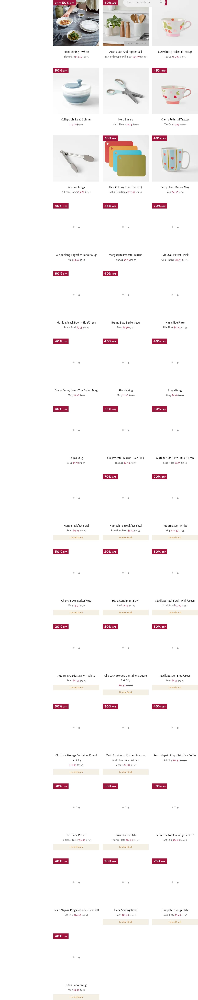 UP TO 50% OFF
40% OFF
Search our products
IN-STORE ONLY
Hana Dining - White
Side Plate $12.45 $24.95
Acacia Salt And Pepper Mill
Salt and Pepper Mill Each $23.50 $39.95
Strawberry Pedestal Teacup
Tea Cup $5.95 $10.95
50% OFF
45% OFF
Collapsible Salad Spinner
$15.00 $29.95
Herb Shears
Herb Shears $9.05 $12.95
Cherry Pedestal Teacup
Tea Cup $5.95 $10.95
30% OFF
40% OFF
Silicone Tongs
Silicone Tongs $9.05 $12.95
Flexi Cutting Board Set Of 4
Set 4 Flexi Board $17.45 $24.95
Betty Heart Barker Mug
Mug $4.50 $7.50
40% OFF
45% OFF
70% OFF
We Beelong Together Barker Mug
Mug $4.50 $7.50
Marguerite Pedestal Teacup
Tea Cup $5.95 $10.95
Evie Oval Platter - Pink
Oval Platter $14.95 $49.95
60% OFF
40% OFF
Matilda Snack Bowl - Blue/Green
Snack Bowl $5.95 $14.95
Bunny Bow Barker Mug
Mug $4.50 $7.50
Hana Side Plate
Side Plate $12.45 $24.95
40% OFF
40% OFF
40% OFF
Some Bunny Loves You Barker Mug
Mug $4.50 $7.50
Alessia Mug
Mug $7.50 $12.95
Fingal Mug
Mug $7.50 $12.95
40% OFF
55% OFF
60% OFF
Palms Mug
Mug $7.50 $12.95
Oui Pedestal Teacup - Red Pink
Tea Cup $4.95 $10.95
Matilda Side Plate - Blue/Green
Side Plate $6.35 $15.95
70% OFF
20% OFF
Hana Breakfast Bowl
Bowl $15.15 $18.95
Limited Stock
Hampshire Breakfast Bowl
Breakfast Bowl $5.45 $18.95
Limited Stock
Auburn Mug - White
Mug $10.35 $12.95
Limited Stock
50% OFF
20% OFF
60% OFF
Cherry Bows Barker Mug
Mug $3.50 $7.50
Limited Stock
Hana Condiment Bowl
Bowl $8.75 $10.95
Limited Stock
Matilda Snack Bowl - Pink/Green
Snack Bowl $5.95 $14.95
Limited Stock
20% OFF
50% OFF
60% OFF
Auburn Breakfast Bowl - White
Bowl $12.75 $15.95
Limited Stock
Clip Lock Storage Container Square
Set Of 3
$24.95 $49.95
Limited Stock
Matilda Mug - Blue/Green
Mug $6.35 $15.95
Limited Stock
50% OFF
30% OFF
40% OFF
Clip Lock Storage Container Round
Set Of 3
$18.45 $36.95
Limited Stock
Multi Functional Kitchen Scissors
Multi Functional Kitchen
Scissors $9.05 $12.95
Limited Stock
Resin Napkin Rings Set of 4 - Coffee
Set Of 4 $24.95 $44.95
30% OFF
50% OFF
50% OFF
Tri Blade Peeler
Tri Blader Peeler $9.05 $12.95
Limited Stock
Hana Dinner Plate
Dinner Plate $14.95 $29.95
Limited Stock
Palm Tree Napkin Rings Set Of 4
Set Of 4 $24.95 $49.95
40% OFF
20% OFF
75% OFF
Resin Napkin Rings Set of 4 - Seashell
Set Of 4 $24.95 $44.95
Hana Serving Bowl
Bowl $23.95 $29.95
Limited Stock
Hampshire Soup Plate
Soup Plate $5.45 $21.95
Limited Stock
40% OFF
Eden Barker Mug
Mug $4.50 $7.50
Limited Stock